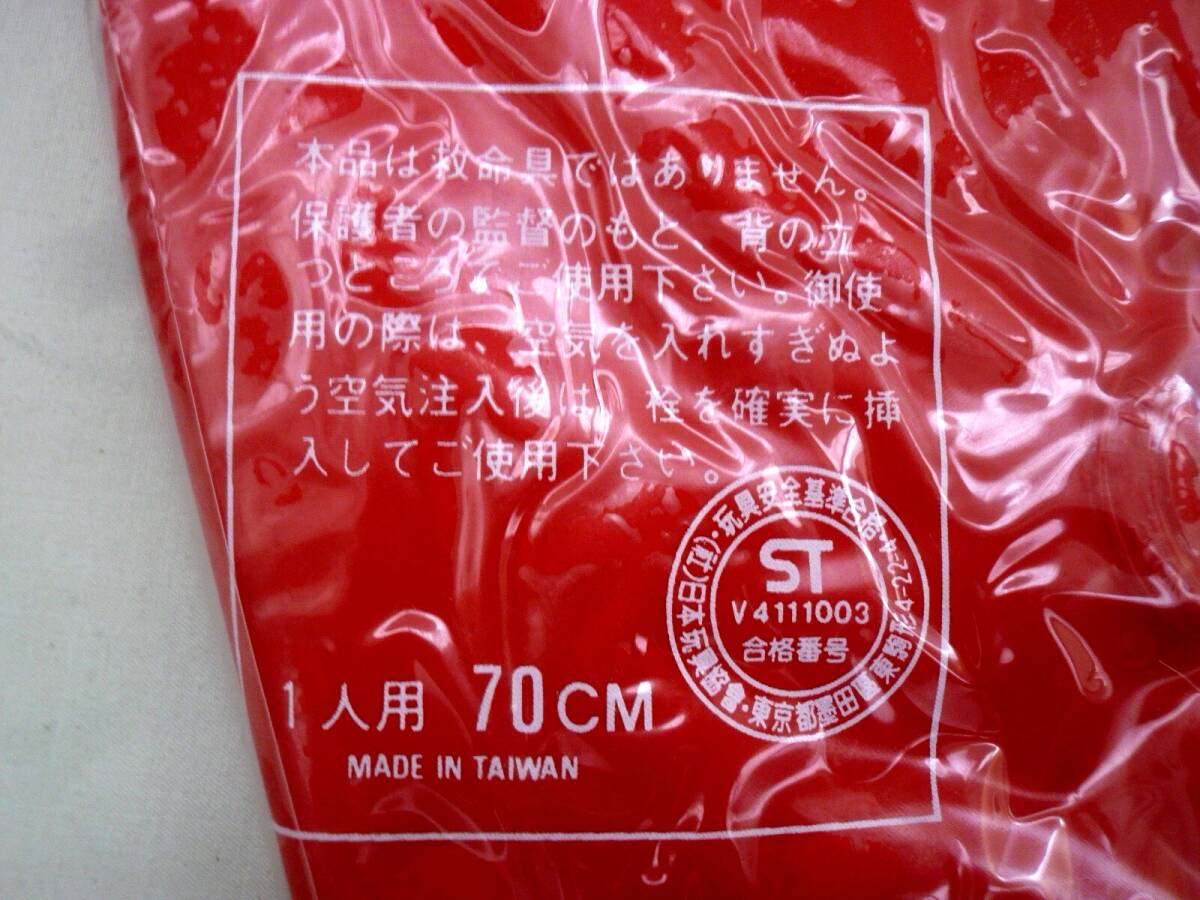 本品は救命具ではありません。
保護者の監督のもと、背の立
つところでご使用下さい。御使
用の際は、空気を入れすぎぬよ
う空気注入後は、栓を確実に挿
入してご使用下さい。
玩具安全基準合格
ST
V4111003
合格番号
(社)日本玩具協會・東京都墨田區東駒形4-22-4
1人用 70CM
MADE IN TAIWAN